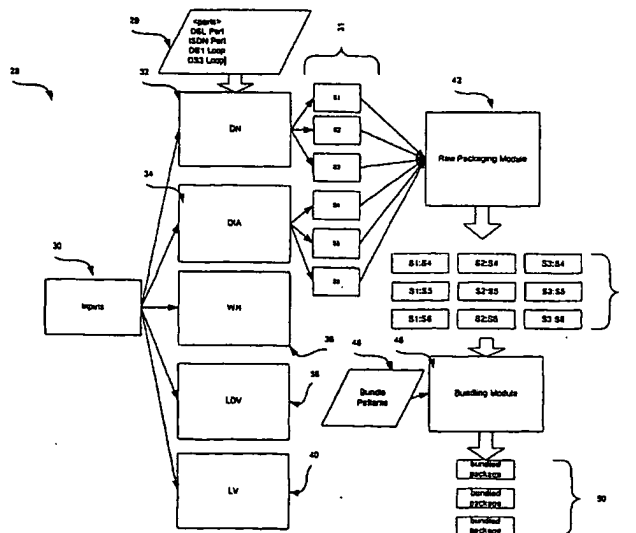 29
<parts>
DSL Port
ISDN Port
DS1 Loop
DS3 Loop
31
28
32
DN
S1
S2
S3
42
Raw Packaging Module
34
DIA
S4
S5
S6
30
Inputs
S1:S4
S2:S4
S3:S4
S1:S5
S2:S5
S3:S5
S1:S6
S2:S6
S3:S6
WN
36
48
46
Bundle
Patterns
Bundling Module
LDV
38
LV
40
bundled
package
bundled
package
bundled
package
50